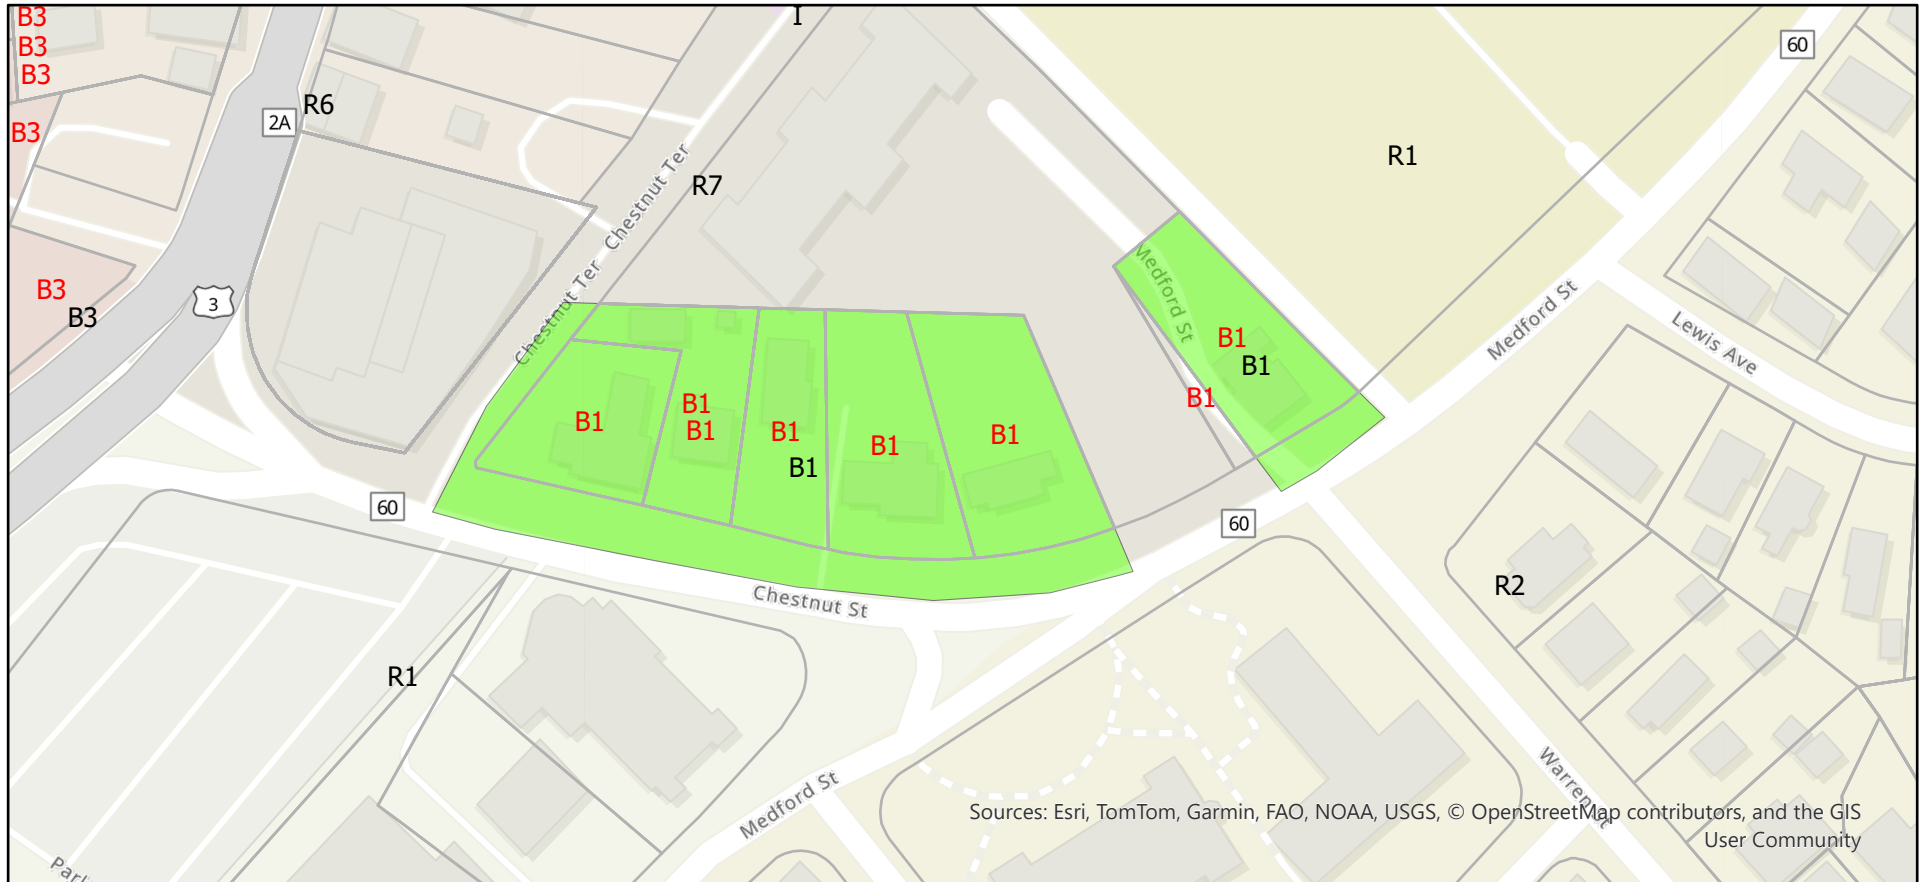 B3
I
B3
60
B3
R6
2A
B3
R1
Chestnut Ter
R7
B3
B3
3
Chestnut Ter
Medford St
B1
B1
Medford St
Lewis Ave
B1
B1
B1
B1
B1
B1
B1
B1
B1
60
60
R2
Chestnut St
R1
Medford St
Warren
Sources: Esri, TomTom, Garmin, FAO, NOAA, USGS, © OpenStreetMap contributors, and the GIS
User Community